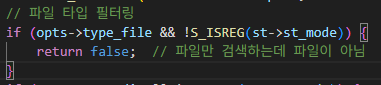 // 파일 타입 필터링
if (opts->type_file && !S_ISREG(st->st_mode)) {
return false;  // 파일만 검색하는데 파일이 아님
}